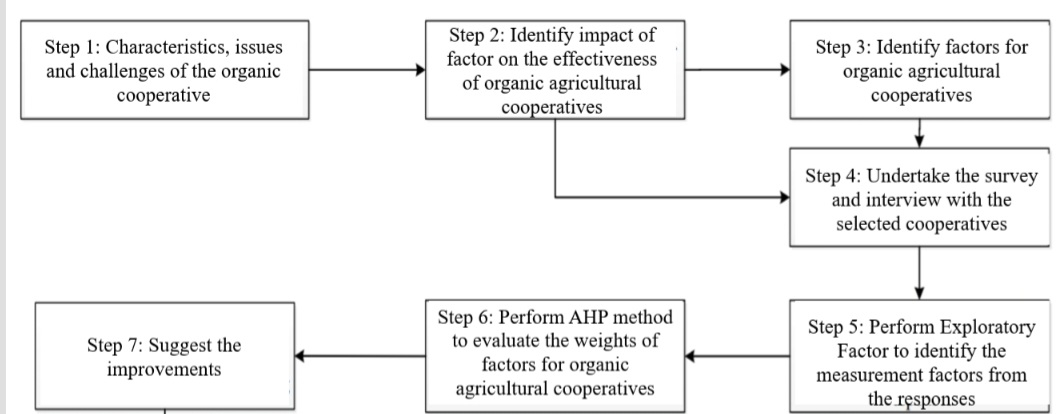 Step 1: Characteristics, issues
and challenges of the organic
cooperative
Step 2: Identify impact of
factor on the effectiveness
of organic agricultural
cooperatives
Step 3: Identify factors for
organic agricultural
cooperatives
Step 4: Undertake the survey
and interview with the
selected cooperatives
Step 5: Perform Exploratory
Factor to identify the
measurement factors from
the responses
Step 6: Perform AHP method
to evaluate the weights of
factors for organic
agricultural cooperatives
Step 7: Suggest the
improvements